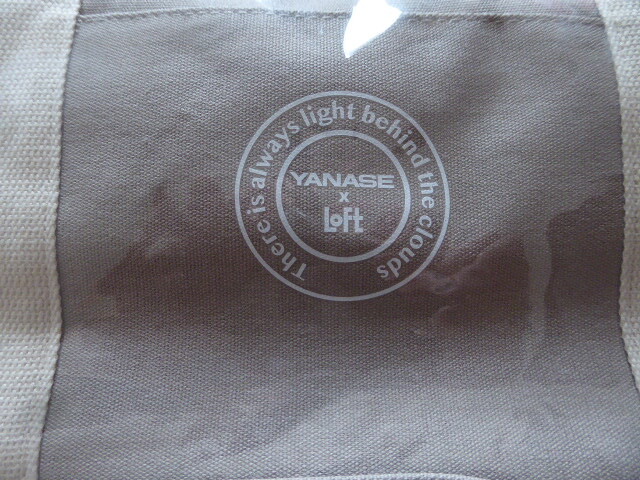 There is always light behind the clouds
YANASE
x
LoFt